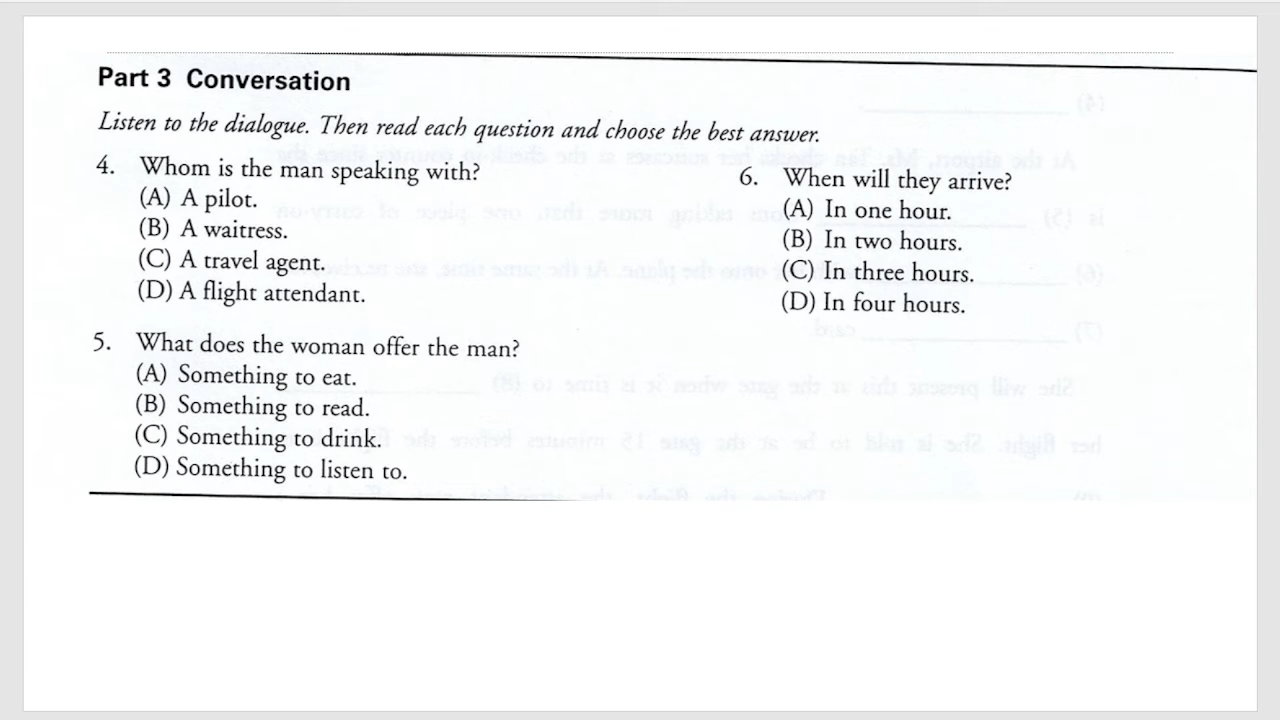 Part 3 Conversation
Listen to the dialogue. Then read each question and choose the best answer.
4. Whom is the man speaking with?
(A) A pilot.
(B) A waitress.
(C) A travel agent.
(D) A flight attendant.
5. What does the woman offer the man?
(A) Something to eat.
(B) Something to read.
(C) Something to drink.
(D) Something to listen to.
6. When will they arrive?
(A) In one hour.
(B) In two hours.
(C) In three hours.
(D) In four hours.